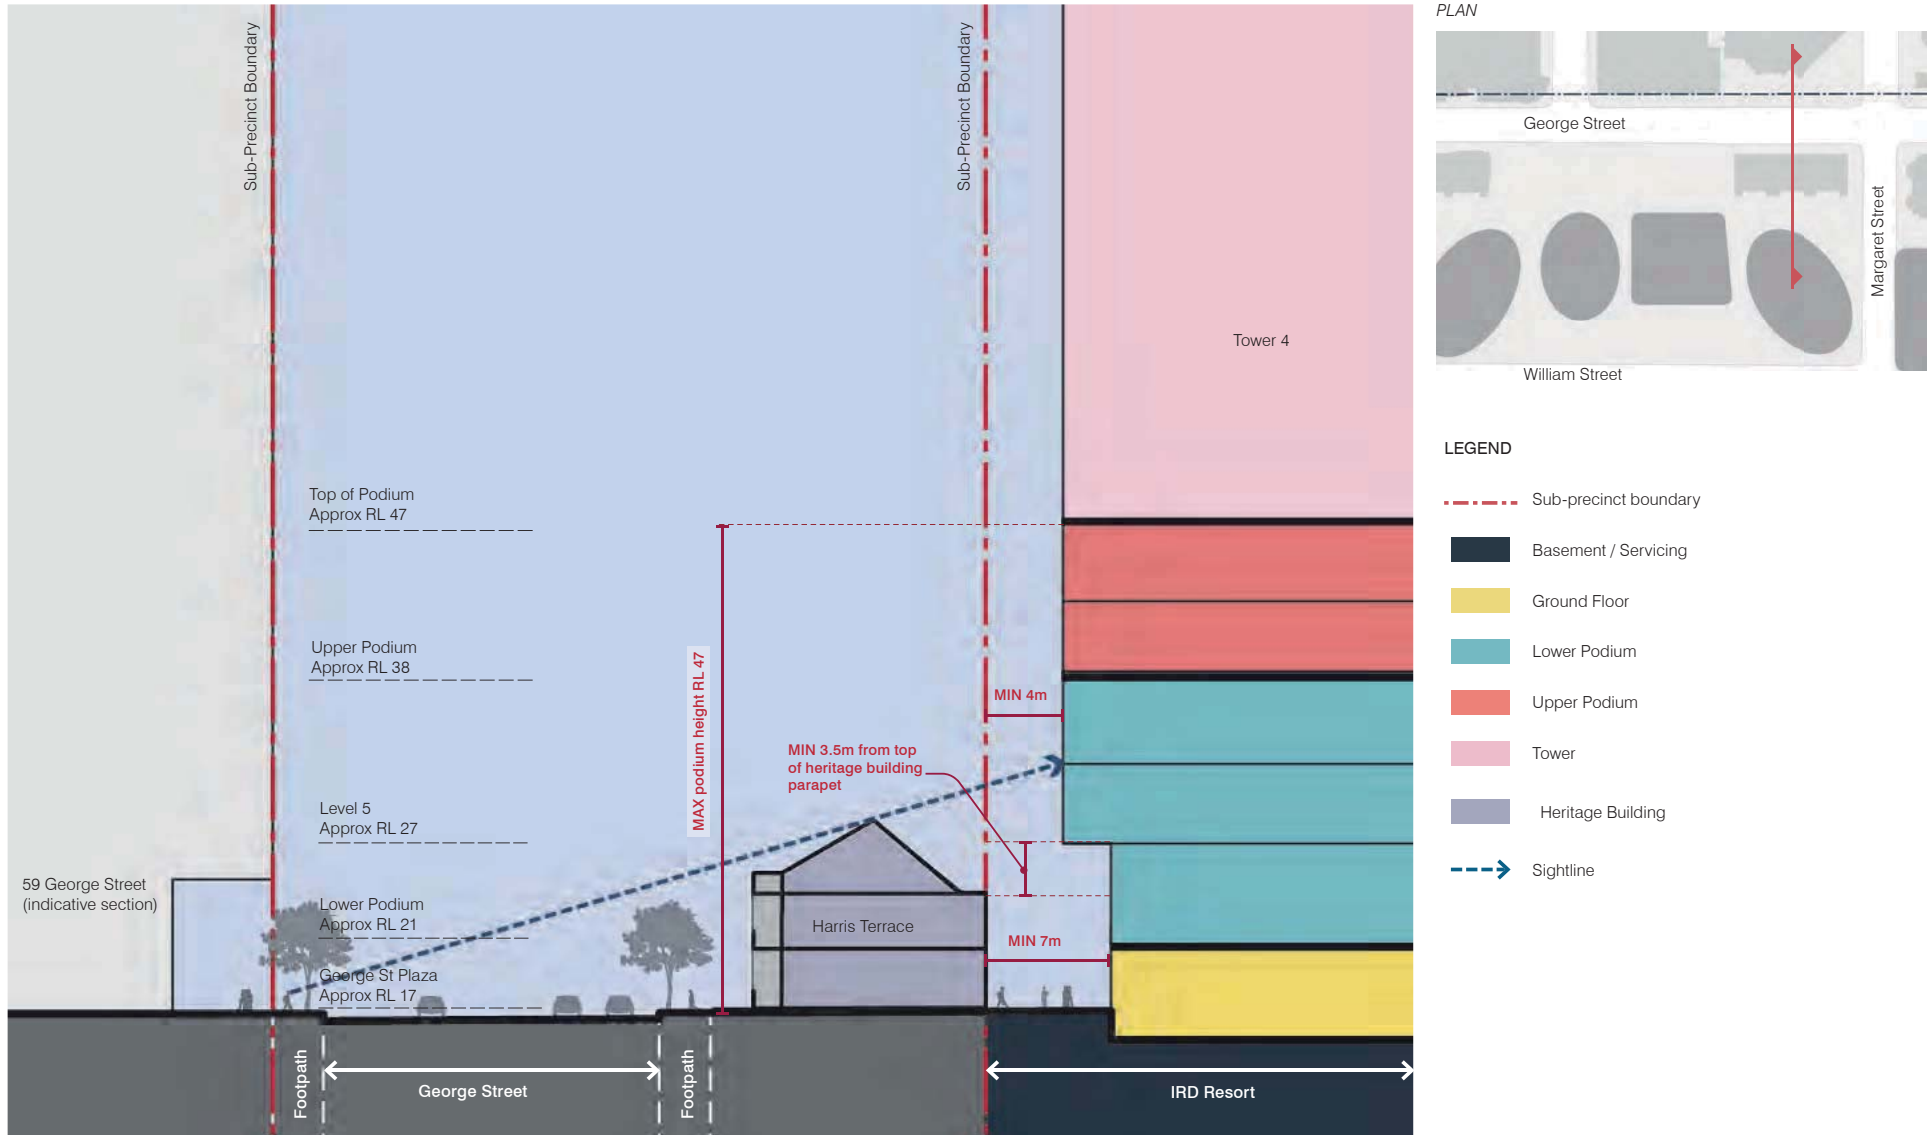 Sub-Precinct Boundary
Sub-Precinct Boundary
Tower 4
Top of Podium
Approx RL 47
Upper Podium
Approx RL 38
MAX podium height RL 47
MIN 4m
MIN 3.5m from top
of heritage building
parapet
Level 5
Approx RL 27
59 George Street
(indicative section)
Lower Podium
Approx RL 21
Harris Terrace
MIN 7m
George St Plaza
Approx RL 17
Footpath
George Street
Footpath
IRD Resort
PLAN
George Street
Margaret Street
William Street
LEGEND
Sub-precinct boundary
Basement / Servicing
Ground Floor
Lower Podium
Upper Podium
Tower
Heritage Building
Sightline